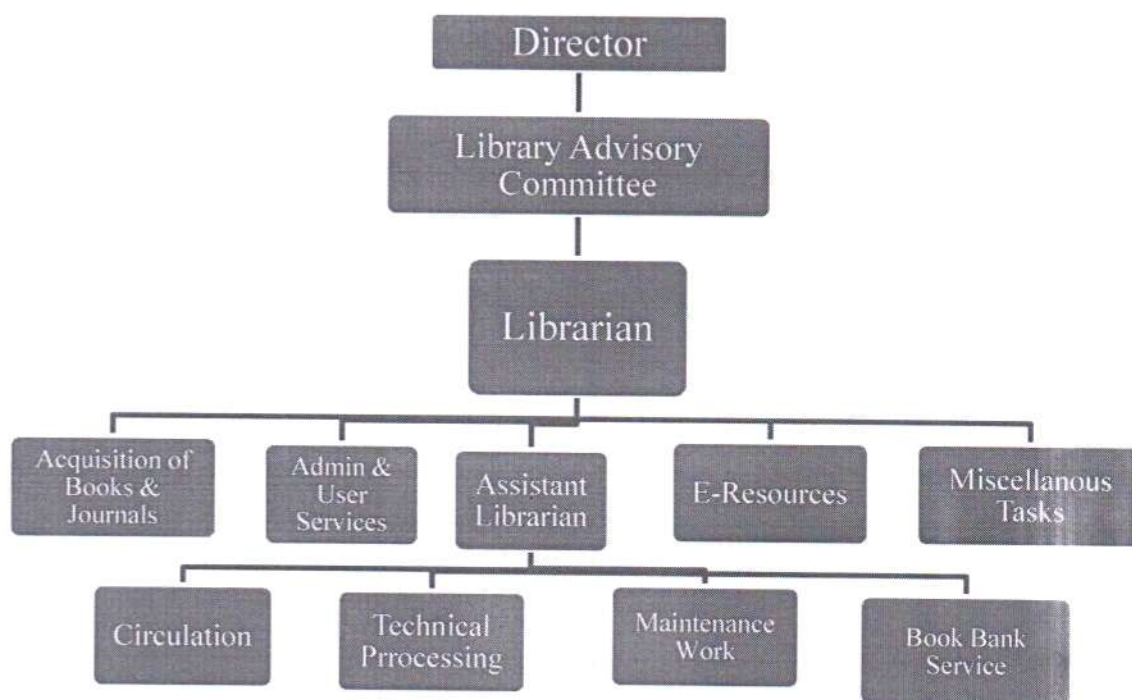 Director
Library Advisory
Committee
Librarian
Acquisition of
Books &
Journals
Admin &
User
Services
Assistant
Librarian
E-Resources
Miscellanous
Tasks
Circulation
Technical
Prrocessing
Maintenance
Work
Book Bank
Service